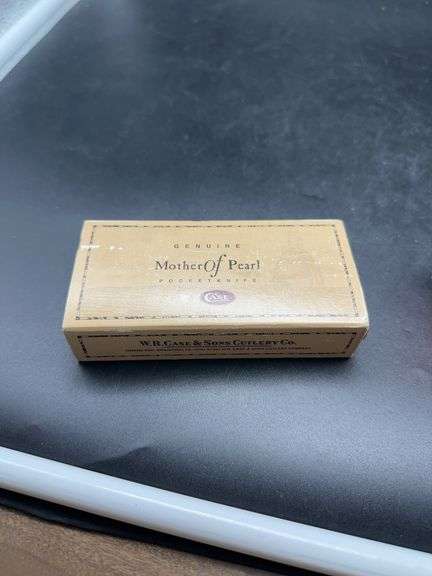 GENUINE
Mother Of Pearl
POCKETKNIFE
CASE
W.R. CASE & SONS CUTLERY CO.